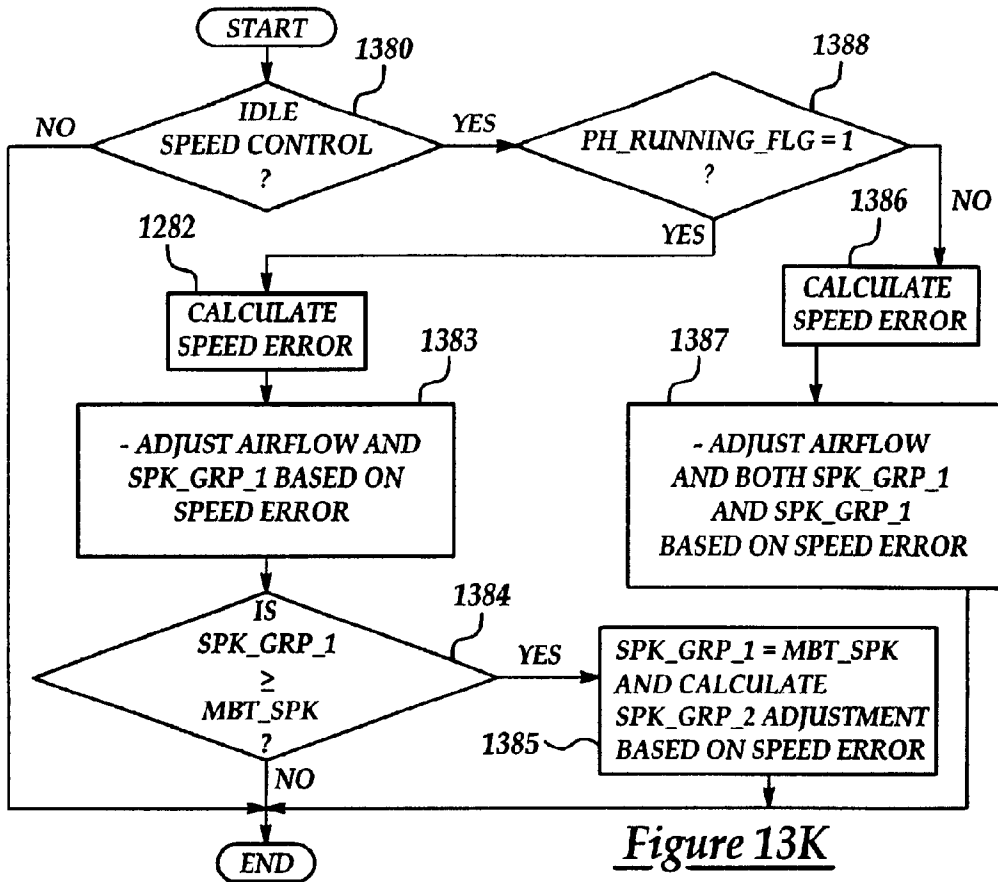 START
1380
IDLE
SPEED CONTROL
?
NO
YES
1388
PH_RUNNING_FLG = 1
?
YES
NO
1282
CALCULATE
SPEED ERROR
1386
CALCULATE
SPEED ERROR
1383
- ADJUST AIRFLOW AND
SPK_GRP_1 BASED ON
SPEED ERROR
1387
- ADJUST AIRFLOW
AND BOTH SPK_GRP_1
AND SPK_GRP_1
BASED ON SPEED ERROR
1384
IS
SPK_GRP_1
≥
MBT_SPK
?
YES
NO
SPK_GRP_1 = MBT_SPK
AND CALCULATE
SPK_GRP_2 ADJUSTMENT
BASED ON SPEED ERROR
1385
END
Figure 13K